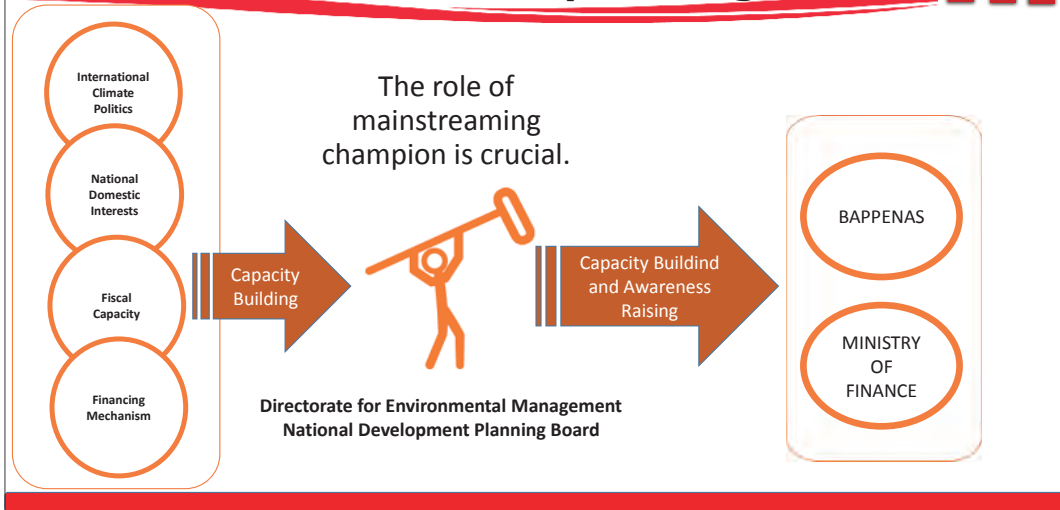 International
Climate
Politics
National
Domestic
Interests
Fiscal
Capacity
Financing
Mechanism
Capacity
Building
The role of
mainstreaming
champion is crucial.
Directorate for Environmental Management
National Development Planning Board
Capacity Buildind
and Awareness
Raising
BAPPENAS
MINISTRY
OF
FINANCE